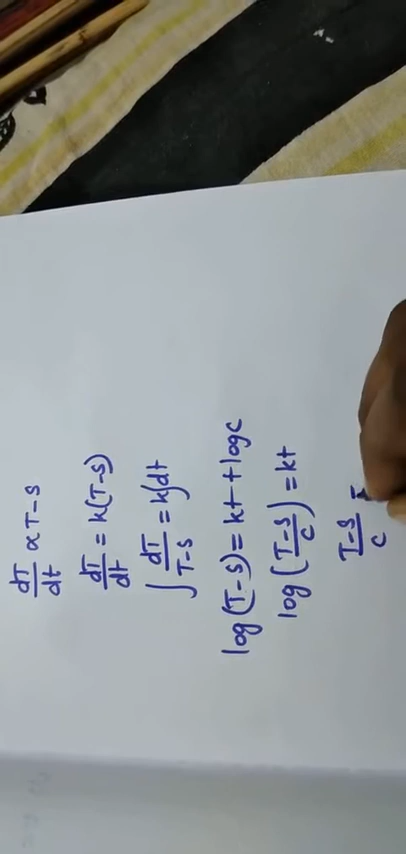 dT/dt ∝ T-S
dT/dt = k(T-S)
∫ dT/T-S = k∫dt
log(T-S) = kt + logc
log(T-S/c) = kt
T-S/c =